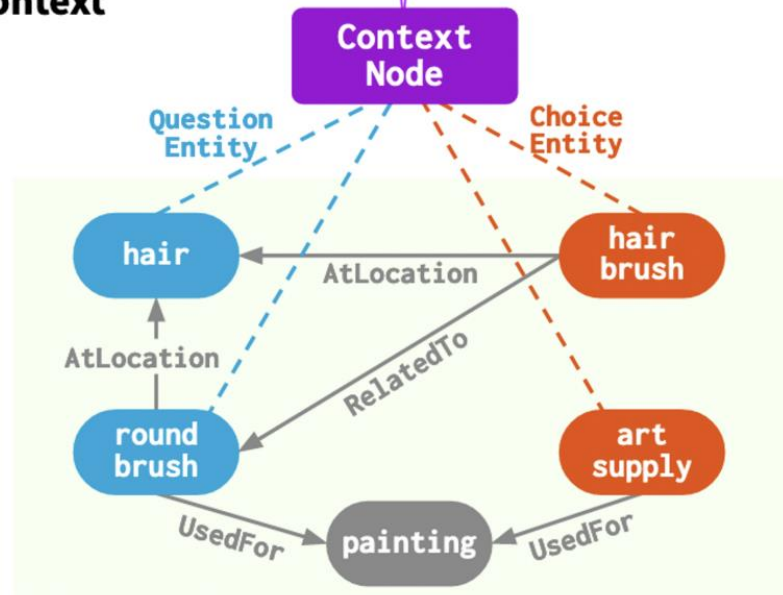 ontext
Context
Node
Question
Entity
Choice
Entity
hair
hair
brush
AtLocation
AtLocation
RelatedTo
round
brush
art
supply
UsedFor
painting
UsedFor